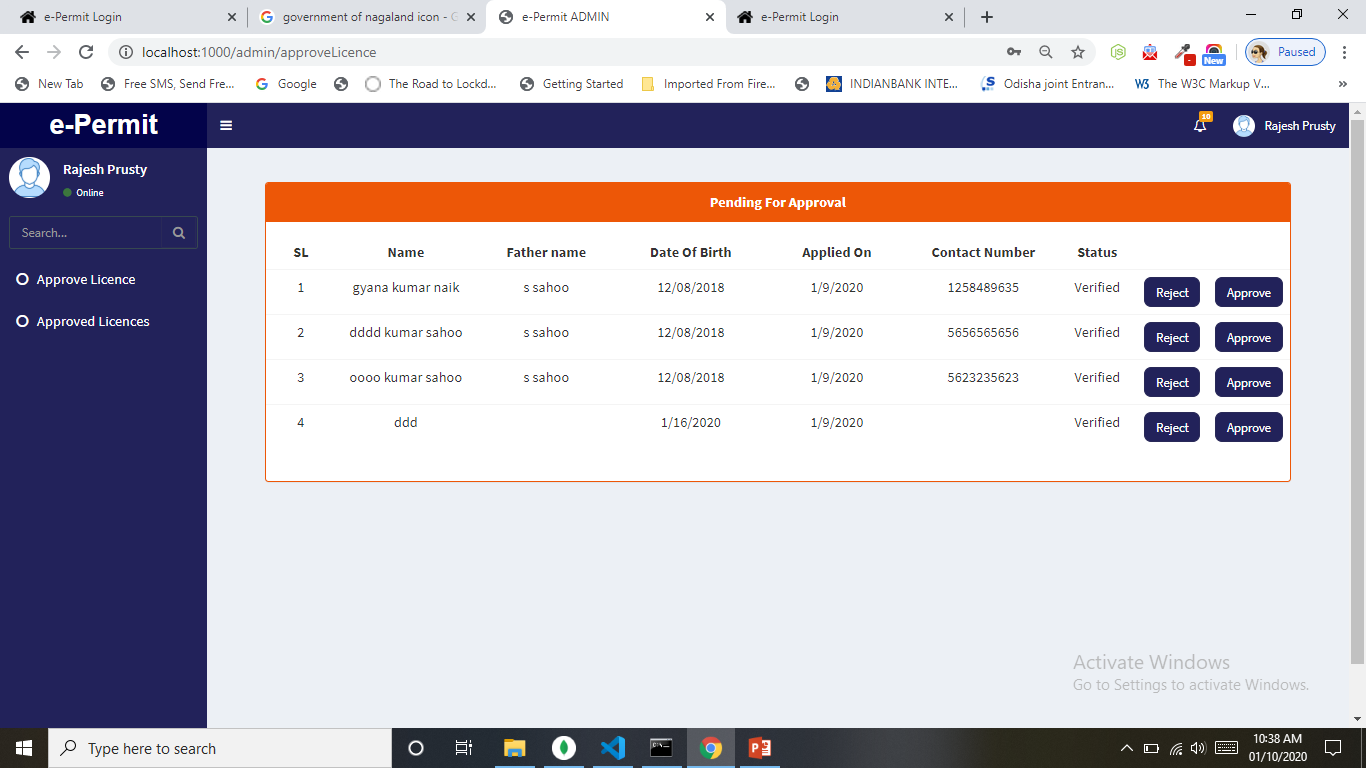 e-Permit Login
government of nagaland icon - G
e-Permit ADMIN
e-Permit Login
localhost:1000/admin/approveLicence
New
Paused
New Tab
Free SMS, Send Fre...
Google
The Road to Lockd...
Getting Started
Imported From Fire...
INDIANBANK INTE...
Odisha joint Entran...
The W3C Markup V...
e-Permit
10
Rajesh Prusty
Rajesh Prusty
Online
Search...
Approve Licence
Approved Licences
Pending For Approval
SL Name Father name Date Of Birth Applied On Contact Number Status
1 gyana kumar naik s sahoo 12/08/2018 1/9/2020 1258489635 Verified Reject Approve
2 dddd kumar sahoo s sahoo 12/08/2018 1/9/2020 5656565656 Verified Reject Approve
3 oooo kumar sahoo s sahoo 12/08/2018 1/9/2020 5623235623 Verified Reject Approve
4 ddd 1/16/2020 1/9/2020 Verified Reject Approve
Activate Windows
Go to Settings to activate Windows.
Type here to search
10:38 AM
01/10/2020